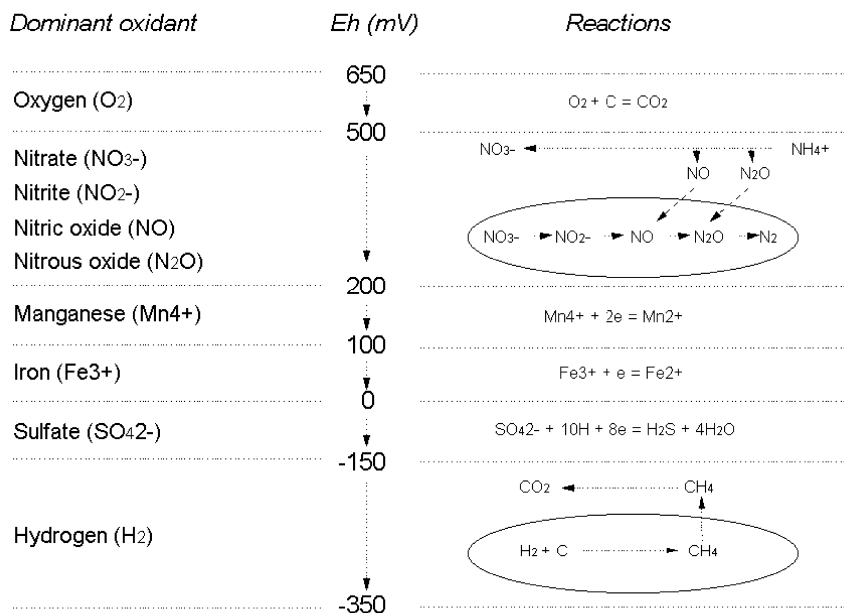 Dominant oxidant Eh (mV) Reactions
650
Oxygen (O2) O2 + C = CO2
500
Nitrate (NO3-) NO3- NH4+
NO N2O
Nitrite (NO2-)
Nitric oxide (NO) NO3- NO2- NO N2O N2
Nitrous oxide (N2O)
200
Manganese (Mn4+) Mn4+ + 2e = Mn2+
100
Iron (Fe3+) Fe3+ + e = Fe2+
0
Sulfate (SO42-) SO42- + 10H + 8e = H2S + 4H2O
-150
CO2 CH4
Hydrogen (H2) H2 + C CH4
-350